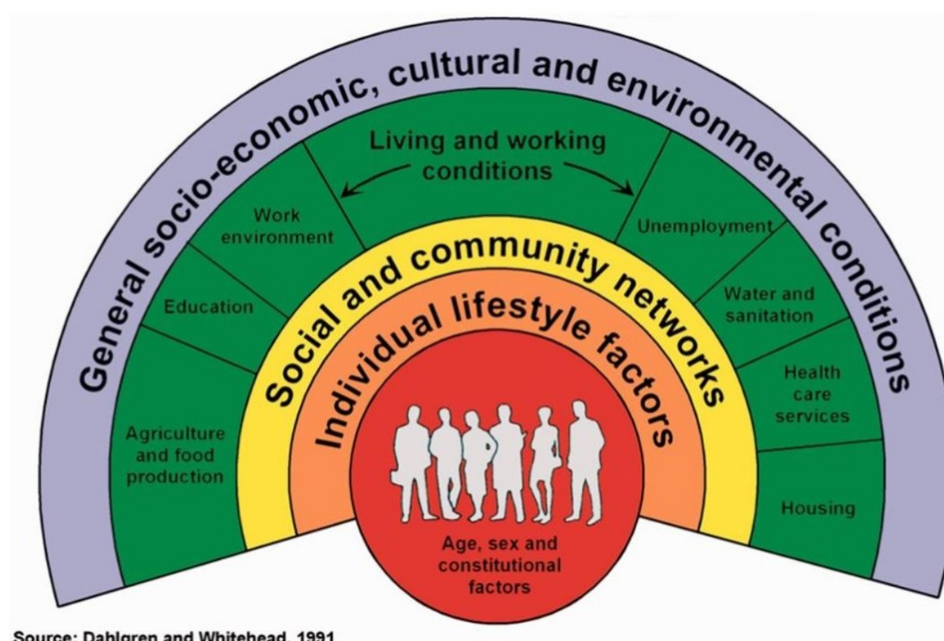 General socio-economic, cultural and environmental conditions
Living and working
conditions
Work
environment
Unemployment
Education
Water and
sanitation
Agriculture
and food
production
Health
care
services
Housing
Social and community networks
Individual lifestyle factors
Age, sex and
constitutional
factors
Source: Dahlgren and Whitehead, 1991